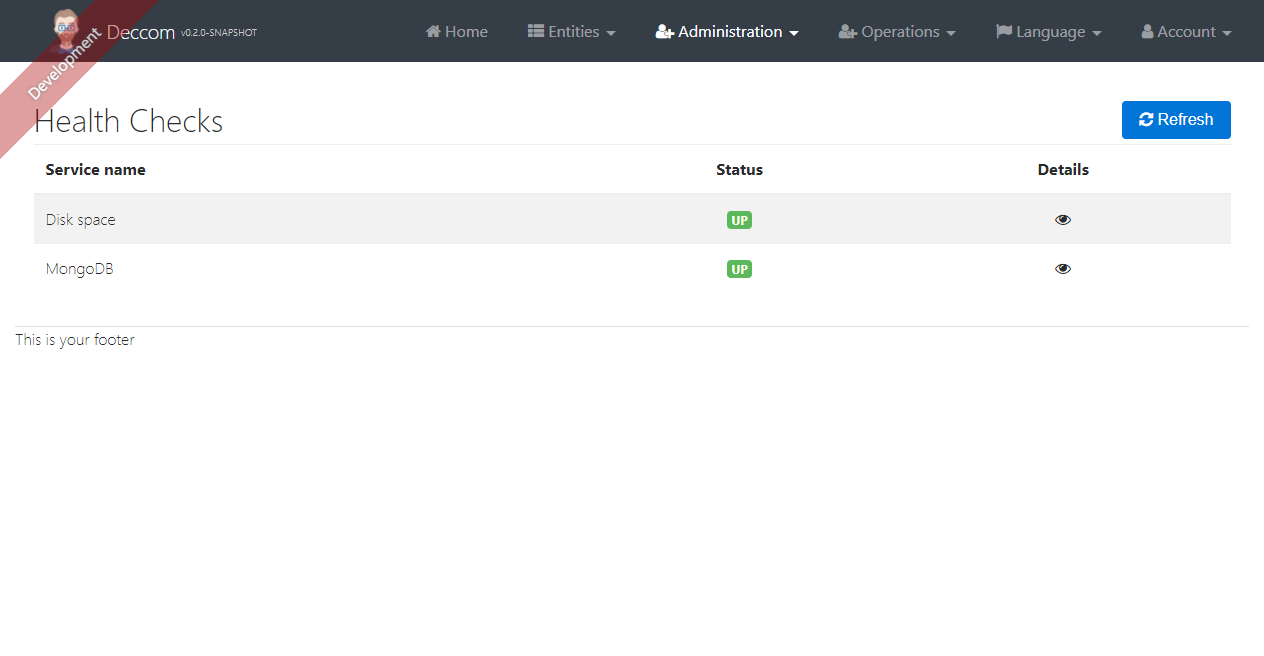 Deccom v0.2.0-SNAPSHOT Home Entities Administration Operations Language Account
Development
Health Checks Refresh
Service name Status Details
Disk space UP
MongoDB UP
This is your footer